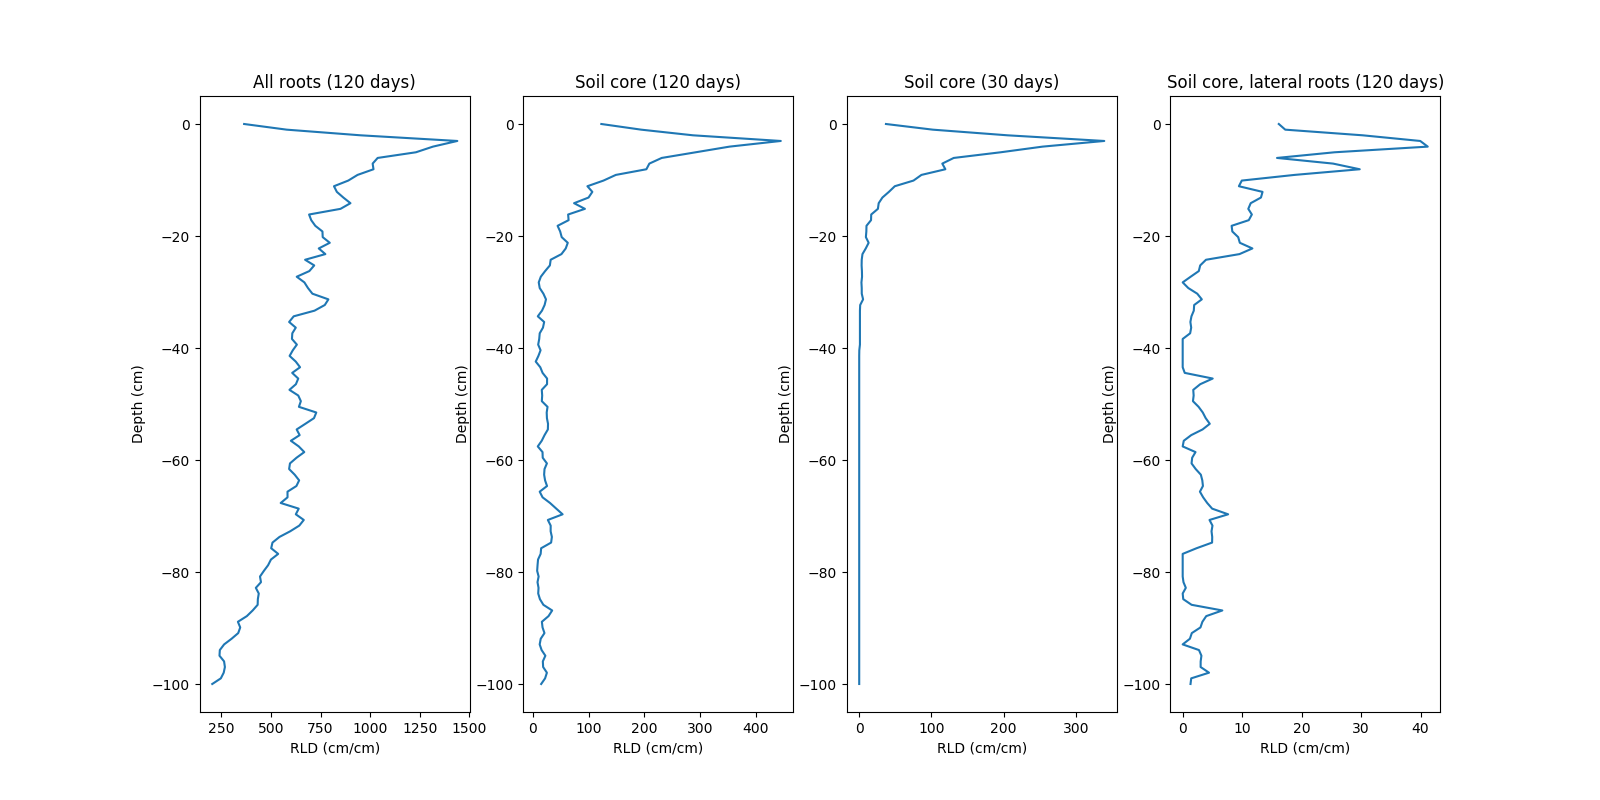 All roots (120 days)
0
−20
−40
−60
−80
−100
Depth (cm)
250 500 750 1000 1250 1500
RLD (cm/cm)
Soil core (120 days)
0
−20
−40
−60
−80
−100
Depth (cm)
0 100 200 300 400
RLD (cm/cm)
Soil core (30 days)
0
−20
−40
−60
−80
−100
Depth (cm)
0 100 200 300
RLD (cm/cm)
Soil core, lateral roots (120 days)
0
−20
−40
−60
−80
−100
Depth (cm)
0 10 20 30 40
RLD (cm/cm)